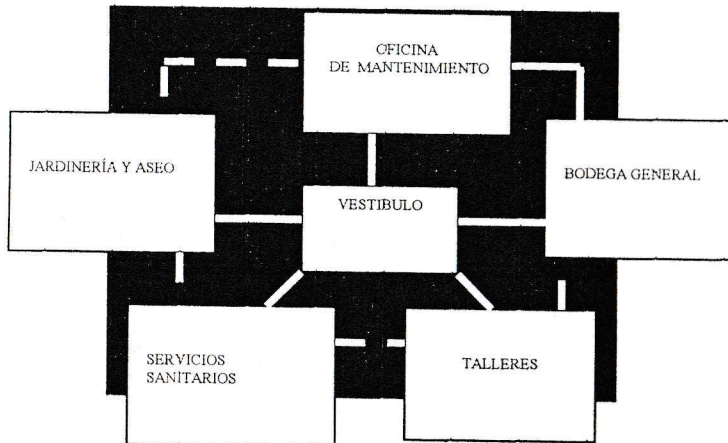 OFICINA
DE MANTENIMIENTO
JARDINERÍA Y ASEO
BODEGA GENERAL
VESTIBULO
SERVICIOS
SANITARIOS
TALLERES